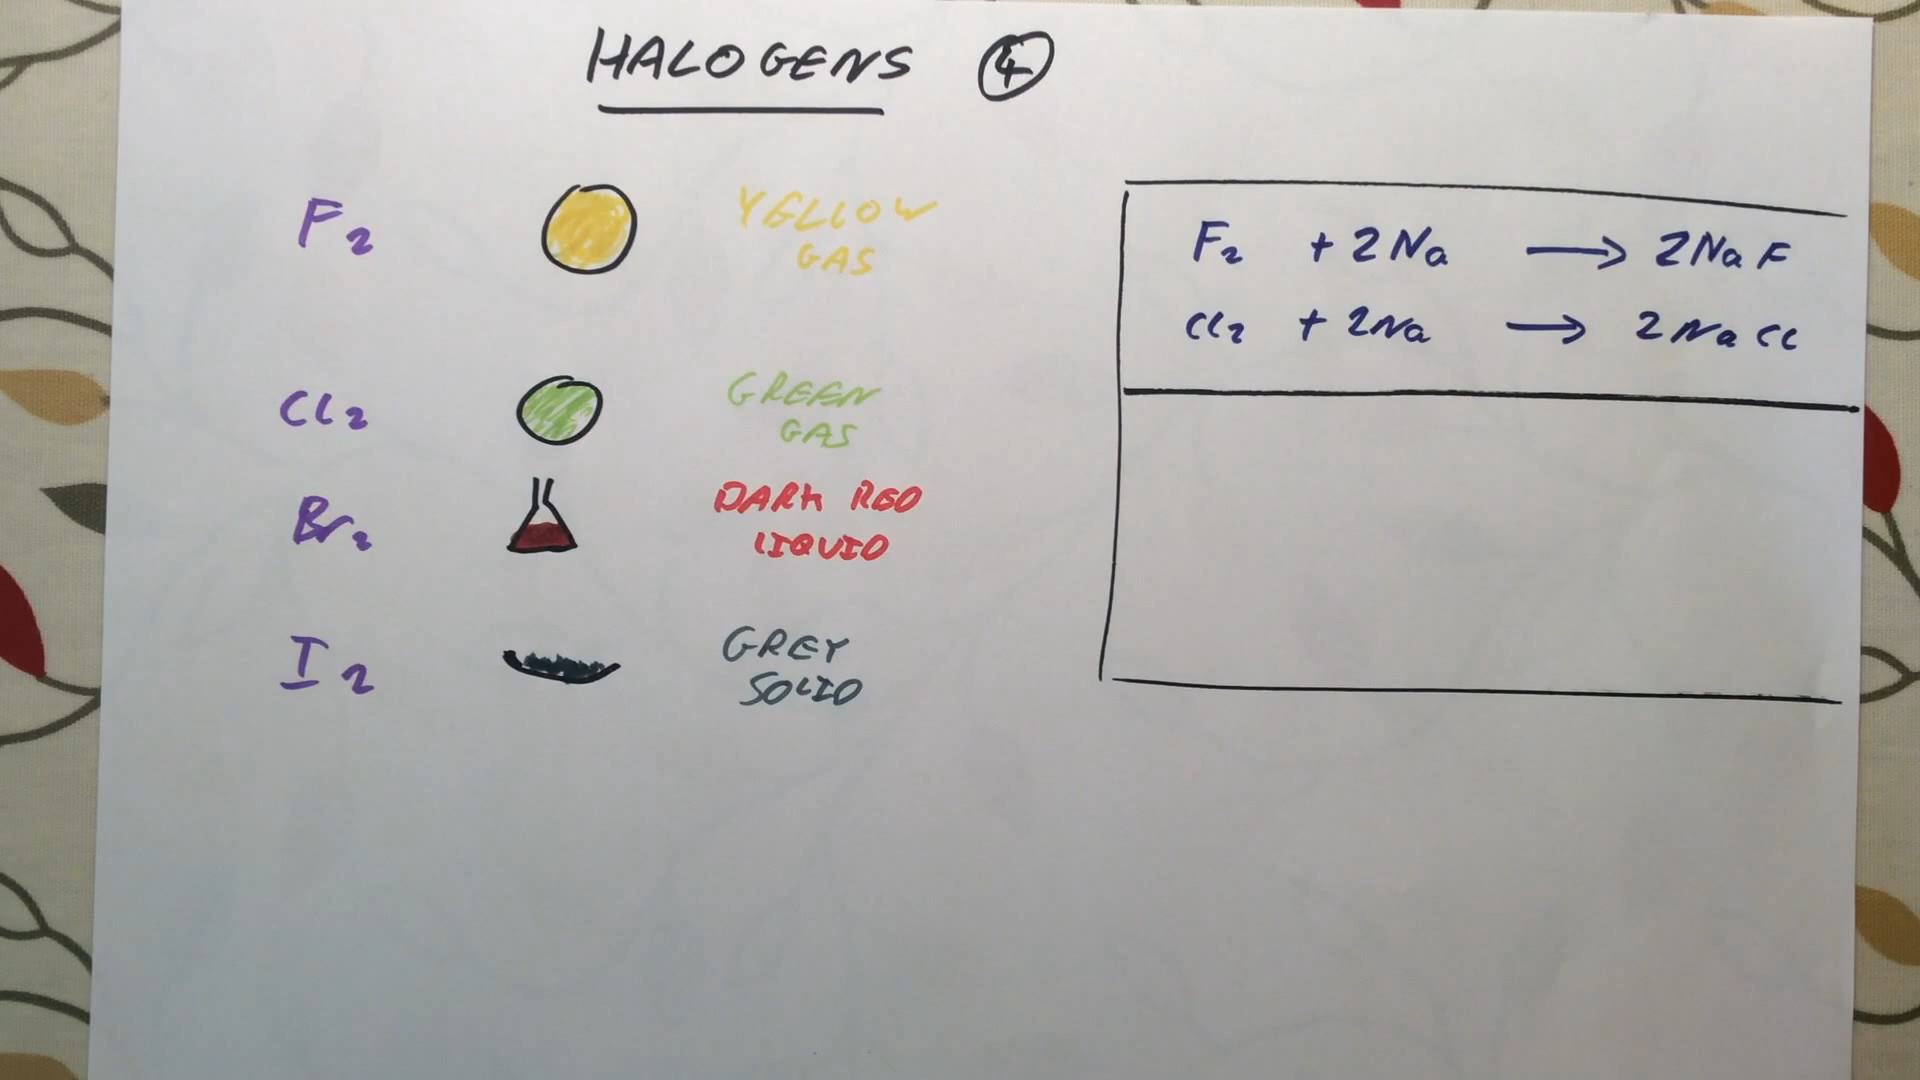 HALOGENS 4
F2
YELLOW
GAS
Cl2
GREEN
GAS
Br2
DARK RED
LIQUID
I2
GREY
SOLID
F2 + 2Na → 2NaF
Cl2 + 2Na → 2NaCl